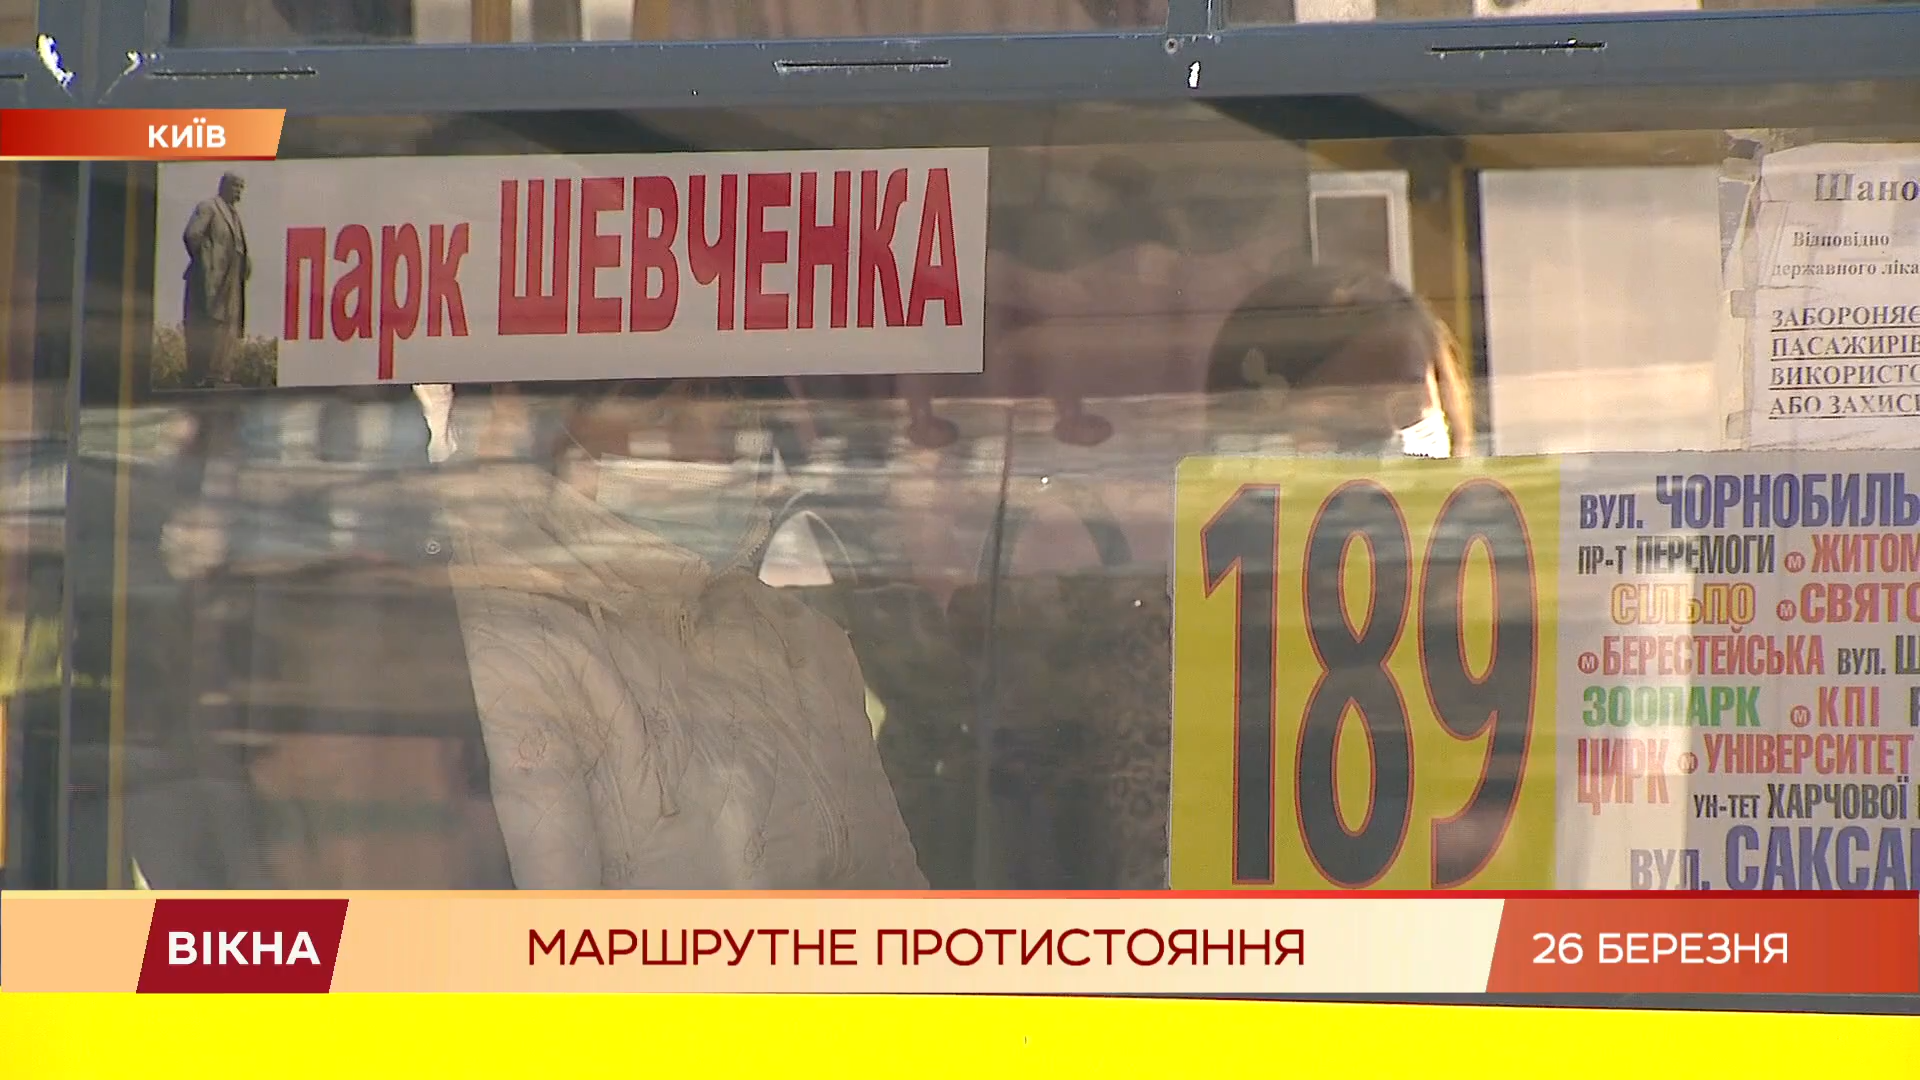 КИЇВ
парк ШЕВЧЕНКА
Шано
Відповідно
державного ліка
ЗАБОРОНЯЄ
ПАСАЖИРІВ
ВИКОРИСТО
АБО ЗАХИС
189
ВУЛ. ЧОРНОБИЛЬ
ПР-Т ПЕРЕМОГИ М ЖИТОМ
СІЛЬПО М СВЯТО
М БЕРЕСТЕЙСЬКА ВУЛ. Ш
ЗООПАРК М КПІ
ЦИРК М УНІВЕРСИТЕТ
УН-ТЕТ ХАРЧОВОЇ
ВУЛ. САКСАГ
ВІКНА
МАРШРУТНЕ ПРОТИСТОЯННЯ
26 БЕРЕЗНЯ